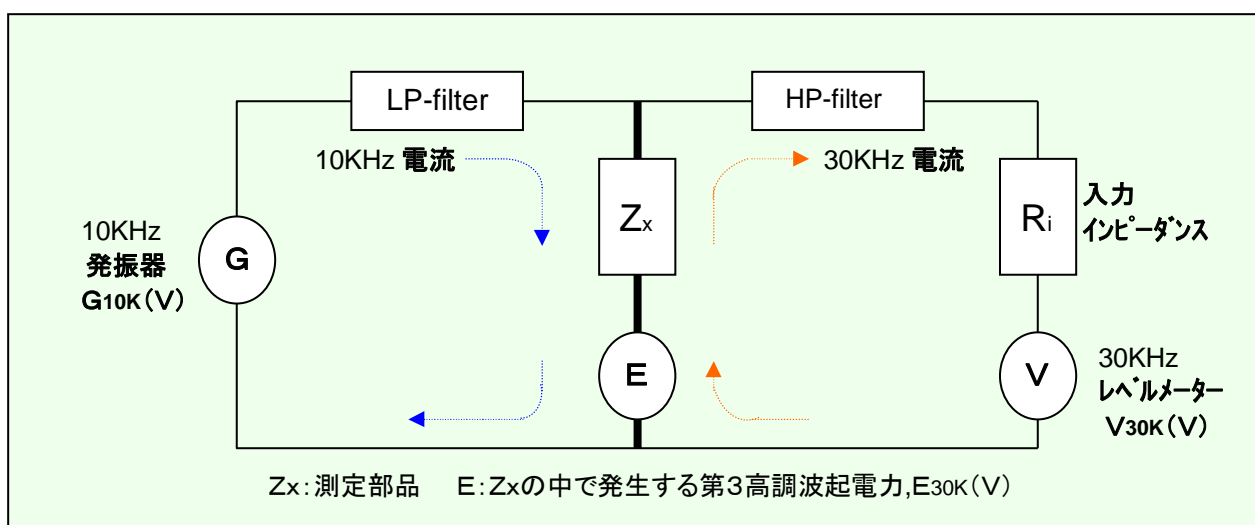 LP-filter
HP-filter
10KHz 電流
30KHz 電流
Zx
Ri
入力
インピーダンス
10KHz
発振器
G10K(V)
G
E
V
30KHz
レベルメーター
V30K(V)
Zx:測定部品 E:Zxの中で発生する第3高調波起電力,E30K(V)